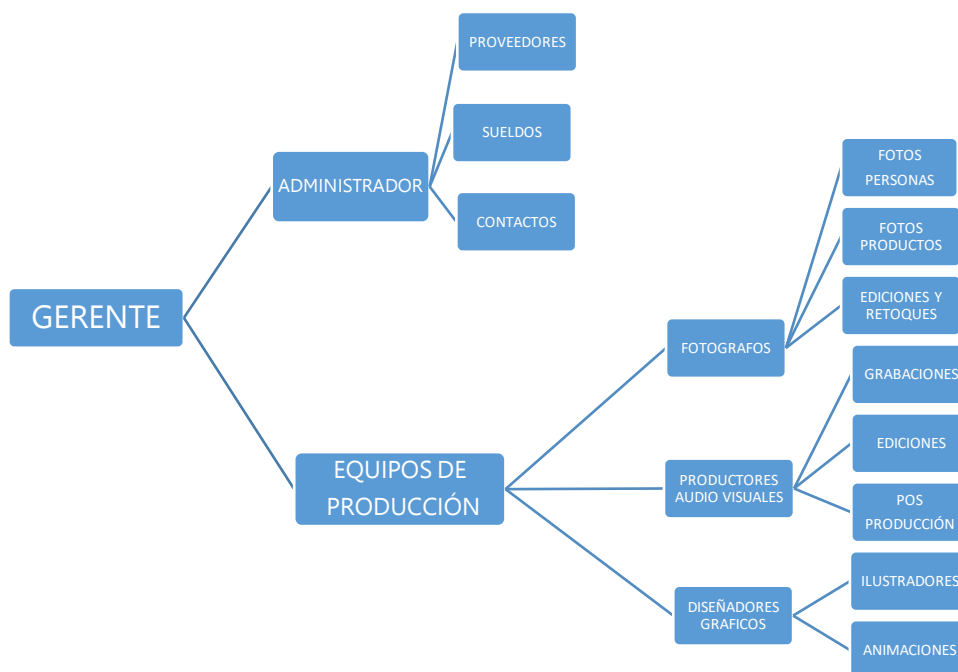 GERENTE
ADMINISTRADOR
PROVEEDORES
SUELDOS
CONTACTOS
EQUIPOS DE
PRODUCCIÓN
FOTOGRAFOS
FOTOS
PERSONAS
FOTOS
PRODUCTOS
EDICIONES Y
RETOQUES
PRODUCTORES
AUDIO VISUALES
GRABACIONES
EDICIONES
POS
PRODUCCIÓN
DISEÑADORES
GRAFICOS
ILUSTRADORES
ANIMACIONES